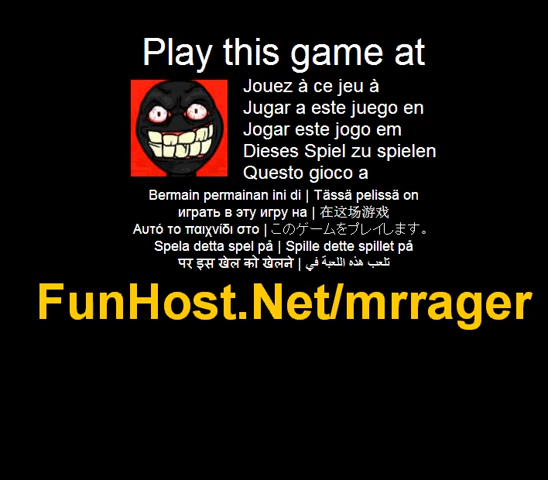 Play this game at
Jouez à ce jeu à
Jugar a este juego en
Jogar este jogo em
Dieses Spiel zu spielen
Questo gioco a
Bermain permainan ini di | Tässä pelissä on
играть в эту игру на | 在这场游戏
Αυτό το παιχνίδι στο | このゲームをプレイします。
Spela detta spel på | Spille dette spillet på
पर इस खेल को खेलने | تلعب هذه اللعبة في
FunHost.Net/mrrager